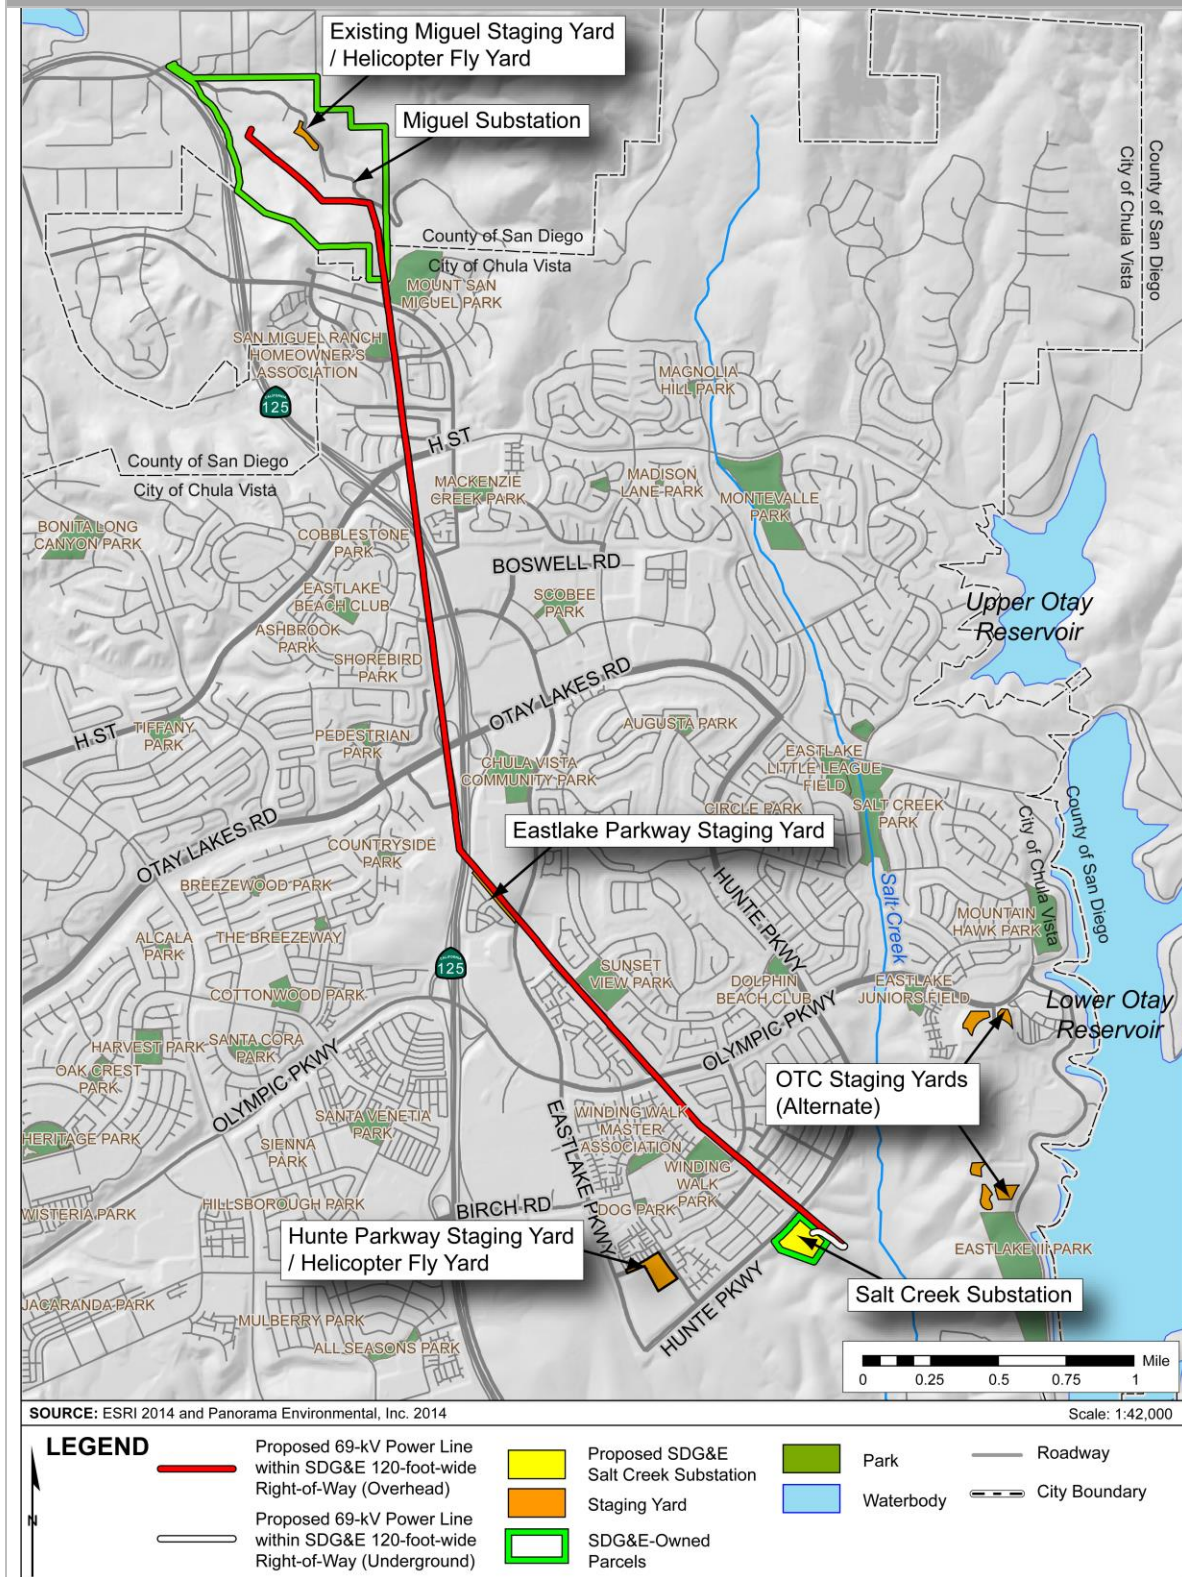 Existing Miguel Staging Yard
/ Helicopter Fly Yard
Miguel Substation
County of San Diego
City of Chula Vista
County of San Diego
City of Chula Vista
MOUNT SAN
MIGUEL PARK
SAN MIGUEL RANCH
HOMEOWNER'S
ASSOCIATION
MAGNOLIA
HILL PARK
CALIFORNIA
125
H ST
County of San Diego
City of Chula Vista
MACKENZIE
CREEK PARK
MADISON
LANE PARK
MONTEVALLE
PARK
BONITA LONG
CANYON PARK
COBBLESTONE
PARK
BOSWELL RD
EASTLAKE
BEACH CLUB
SCOBEE
PARK
Upper Otay
Reservoir
ASHBROOK
PARK
SHOREBIRD
PARK
OTAY LAKES RD
H ST
TIFFANY
PARK
PEDESTRIAN
PARK
AUGUSTA PARK
CHULA VISTA
COMMUNITY PARK
EASTLAKE
LITTLE LEAGUE
FIELD
CIRCLE PARK
SALT CREEK
PARK
County of San Diego
City of Chula Vista
OTAY LAKES RD
COUNTRYSIDE
PARK
Eastlake Parkway Staging Yard
BREEZEWOOD PARK
HUNTE PKWY
Salt Creek
MOUNTAIN
HAWK PARK
ALCALA
PARK
THE BREEZEWAY
CALIFORNIA
125
SUNSET
VIEW PARK
DOLPHIN
BEACH CLUB
EASTLAKE
JUNIORS FIELD
COTTONWOOD PARK
Lower Otay
Reservoir
HARVEST PARK
SANTA CORA
PARK
OLYMPIC PKWY
OAK CREST
PARK
OLYMPIC PKWY
OTC Staging Yards
(Alternate)
HERITAGE PARK
SANTA VENETIA
PARK
SIENNA
PARK
EASTLAKE PKWY
WINDING WALK
MASTER
ASSOCIATION
WINDING
WALK
PARK
WISTERIA PARK
HILLSBOROUGH PARK
BIRCH RD
DOG PARK
Hunte Parkway Staging Yard
/ Helicopter Fly Yard
EASTLAKE III PARK
HUNTE PKWY
Salt Creek Substation
JACARANDA PARK
MULBERRY PARK
ALL SEASONS PARK
Mile
0 0.25 0.5 0.75 1
SOURCE: ESRI 2014 and Panorama Environmental, Inc. 2014
Scale: 1:42,000
LEGEND
N
Proposed 69-kV Power Line
within SDG&E 120-foot-wide
Right-of-Way (Overhead)
Proposed 69-kV Power Line
within SDG&E 120-foot-wide
Right-of-Way (Underground)
Proposed SDG&E
Salt Creek Substation
Staging Yard
SDG&E-Owned
Parcels
Park
Waterbody
Roadway
City Boundary